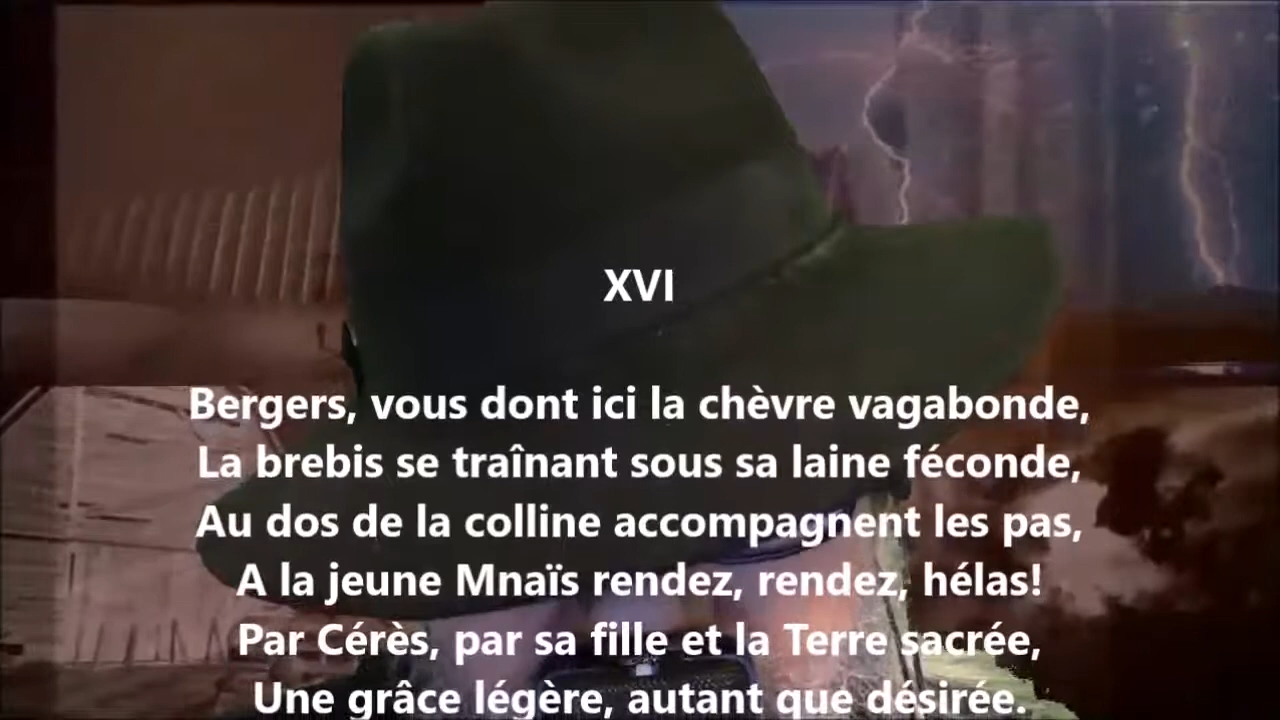 XVI
Bergers, vous dont ici la chèvre vagabonde,
La brebis se traînant sous sa laine féconde,
Au dos de la colline accompagnent les pas,
A la jeune Mnaïs rendez, rendez, hélas!
Par Cérès, par sa fille et la Terre sacrée,
Une grâce légère, autant que désirée.